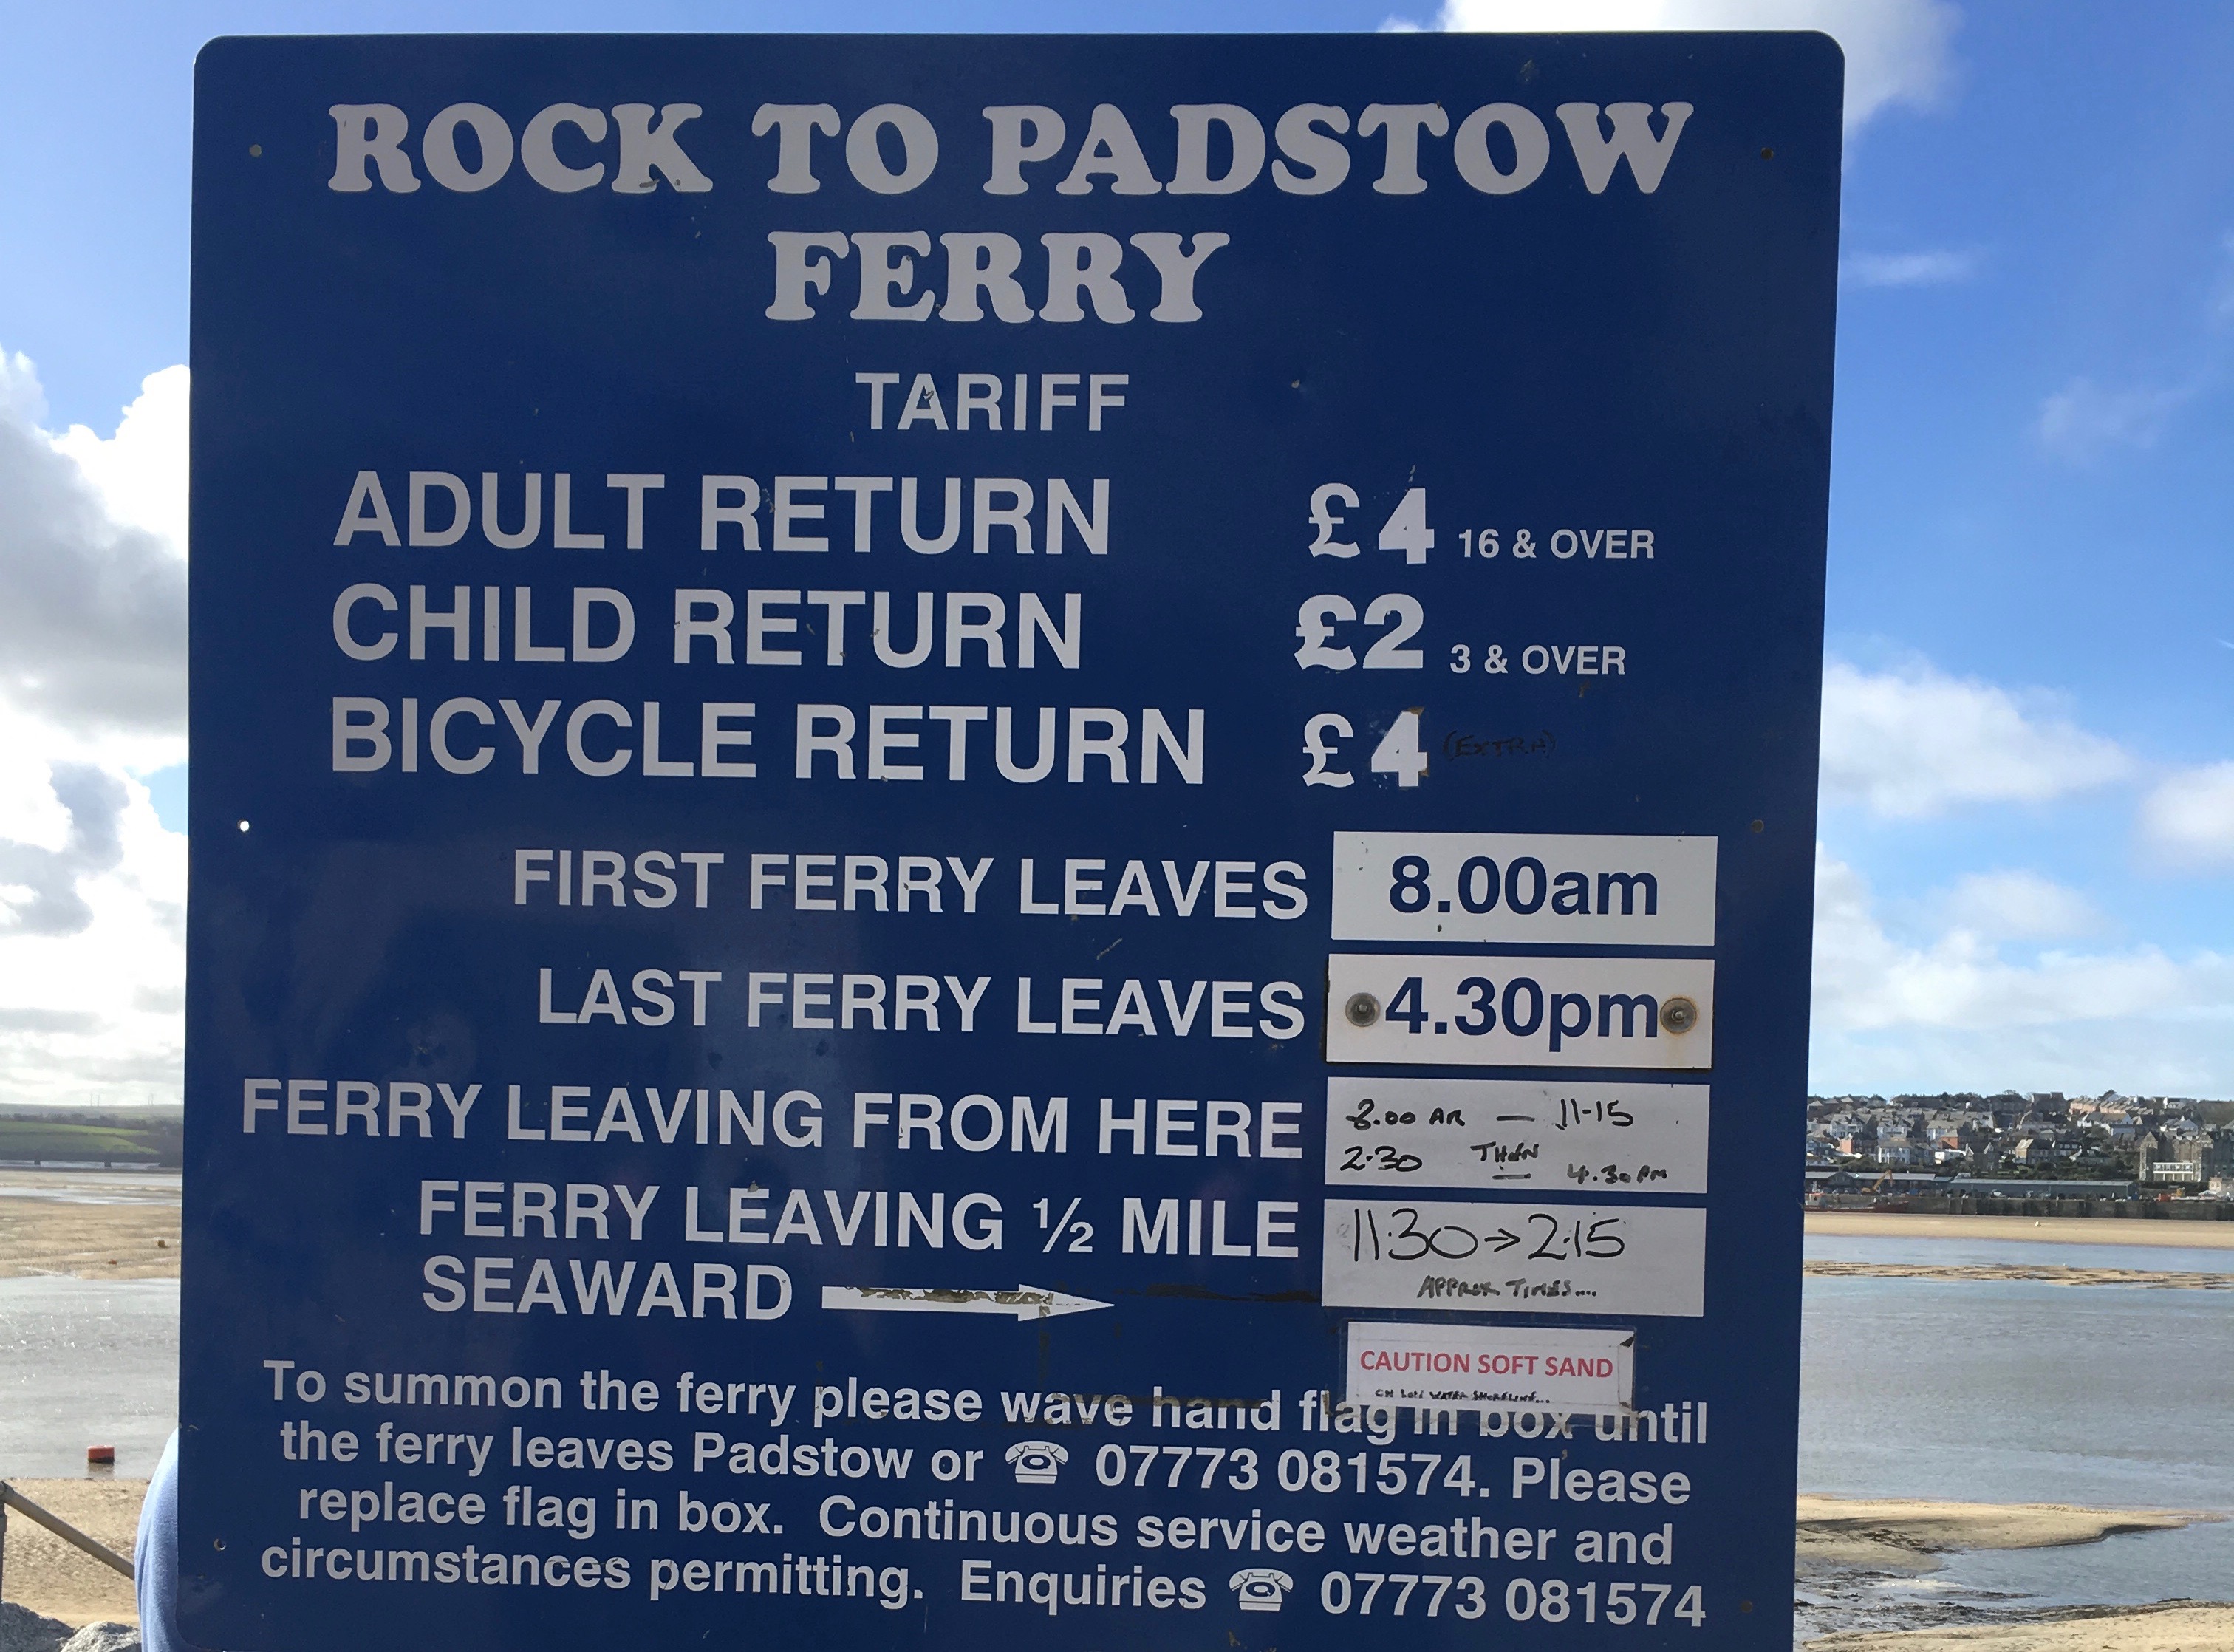 ROCK TO PADSTOW
FERRY
TARIFF
ADULT RETURN £4 16 & OVER
CHILD RETURN £2 3 & OVER
BICYCLE RETURN £4 (EXTRA)
FIRST FERRY LEAVES 8.00am
LAST FERRY LEAVES 4.30pm
FERRY LEAVING FROM HERE 8.00 AM — 11-15
2.30 THEN 4.30PM
FERRY LEAVING ½ MILE 11:30→2:15
SEAWARD → APPROX TIMES....
CAUTION SOFT SAND
ON LOW WATER SHORELINE...
To summon the ferry please wave hand flag in box until
the ferry leaves Padstow or ☎ 07773 081574. Please
replace flag in box. Continuous service weather and
circumstances permitting. Enquiries ☎ 07773 081574